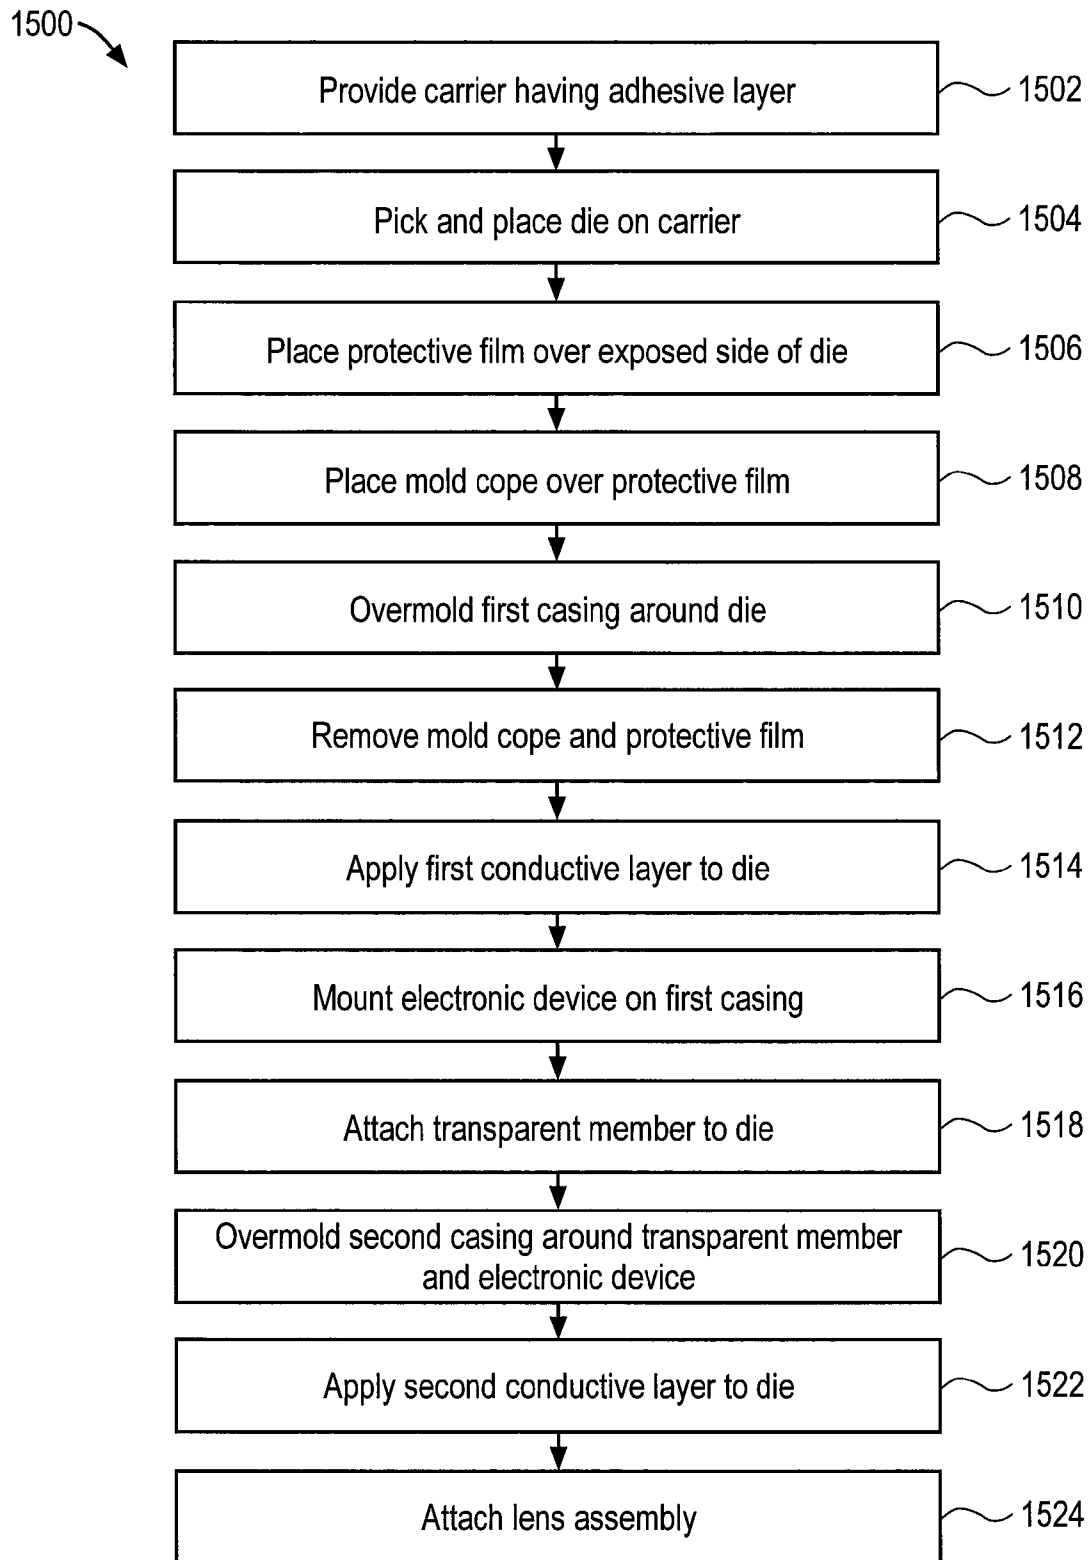 1500
Provide carrier having adhesive layer 1502
Pick and place die on carrier 1504
Place protective film over exposed side of die 1506
Place mold cope over protective film 1508
Overmold first casing around die 1510
Remove mold cope and protective film 1512
Apply first conductive layer to die 1514
Mount electronic device on first casing 1516
Attach transparent member to die 1518
Overmold second casing around transparent member
and electronic device 1520
Apply second conductive layer to die 1522
Attach lens assembly 1524